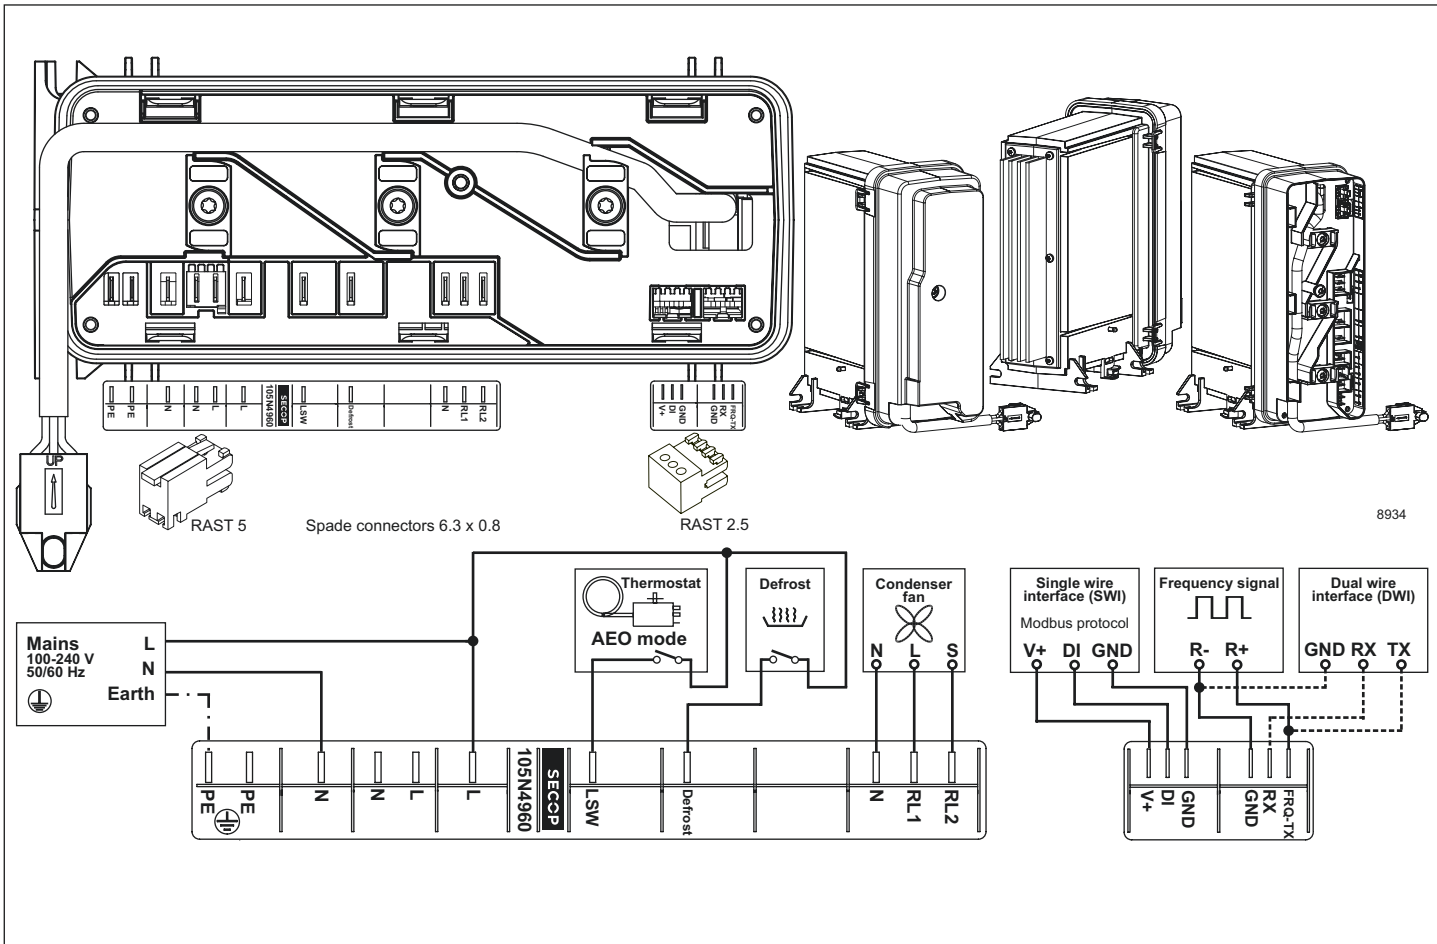 PE
PE
N
N
L
L
105N4960
SECOP
LSW
Defrost
N
RL1
RL2
V+
DI
GND
GND
RX
FRQ-TX
UP
RAST 5
Spade connectors 6.3 x 0.8
RAST 2.5
8934
Mains
100-240 V
50/60 Hz
L
N
Earth
Thermostat
AEO mode
Defrost
Condenser
fan
N L S
Single wire
interface (SWI)
Modbus protocol
V+ DI GND
Frequency signal
R- R+
Dual wire
interface (DWI)
GND RX TX
PE
PE
N
N
L
L
105N4960
SECOP
LSW
Defrost
N
RL1
RL2
V+
DI
GND
GND
RX
FRQ-TX